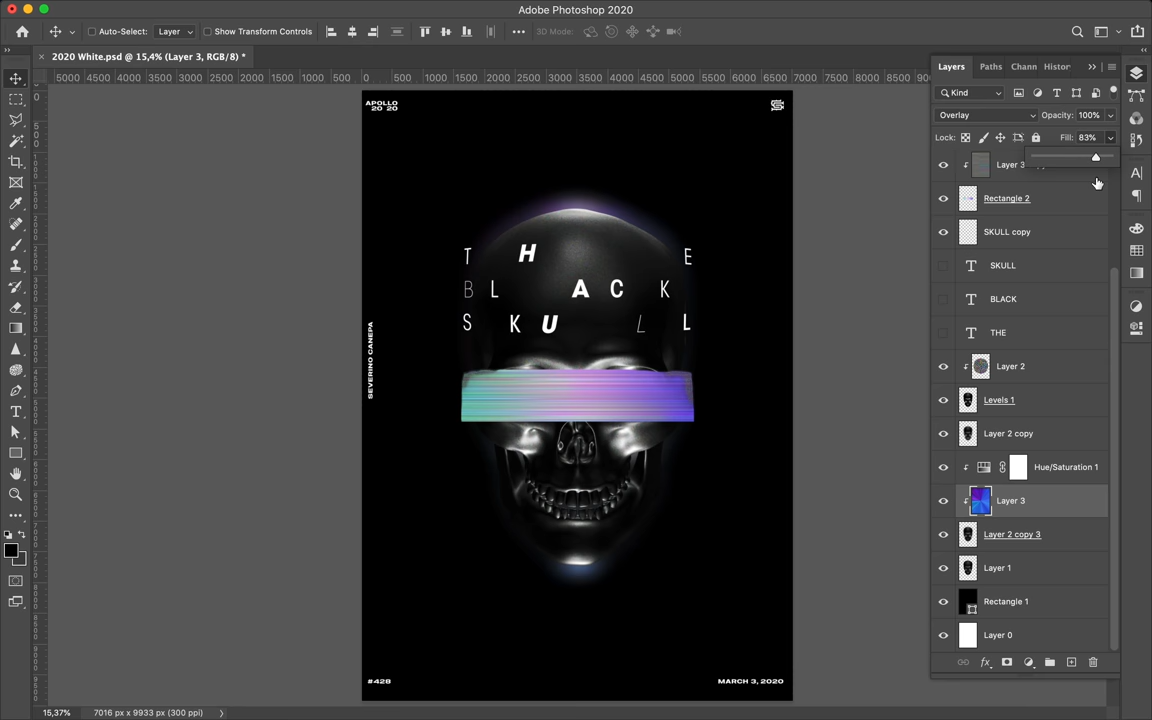 Adobe Photoshop 2020
Auto-Select: Layer Show Transform Controls 3D Mode:
2020 White.psd @ 15,4% (Layer 3, RGB/8) *
5000 4500 4000 3500 3000 2500 2000 1500 1000 500 0 500 1000 1500 2000 2500 3000 3500 4000 4500 5000 5500 6000 6500 7000 7500 8000 8500 9000
Layers Paths Chann Histor
Kind
Overlay Opacity: 100%
Lock: Fill: 83%
Layer 3
Rectangle 2
SKULL copy
SKULL
BLACK
THE
Layer 2
Levels 1
Layer 2 copy
Hue/Saturation 1
Layer 3
Layer 2 copy 3
Layer 1
Rectangle 1
Layer 0
APOLLO
20 20
T H E
B L A C K
S K U L L
SEVERINO CANEPA
#428
MARCH 3, 2020
15,37% 7016 px x 9933 px (300 ppi)